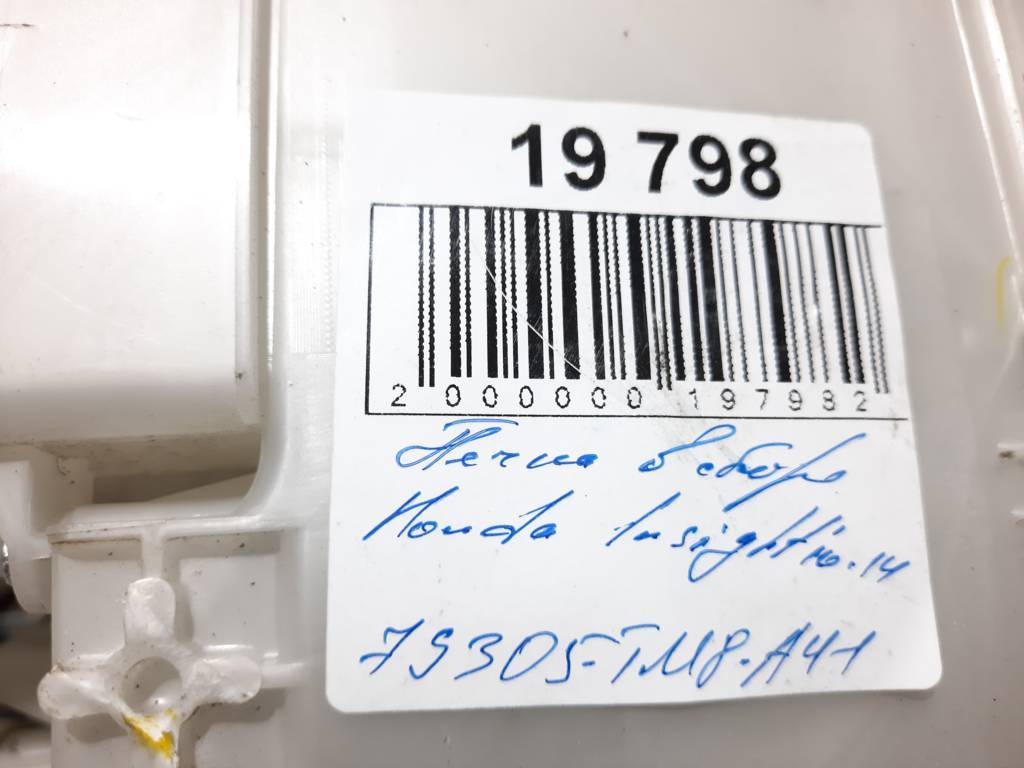 19 798
2 000000 197982
Печка в сборе
Honda Insight 10-14
79305-TM8-A41